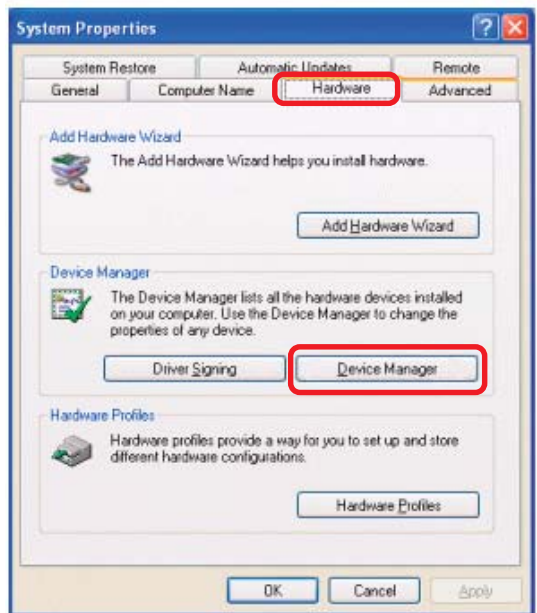 System Properties
System Restore Automatic Updates Remote
General Computer Name Hardware Advanced
Add Hardware Wizard
The Add Hardware Wizard helps you install hardware.
Add Hardware Wizard
Device Manager
The Device Manager lists all the hardware devices installed
on your computer. Use the Device Manager to change the
properties of any device.
Driver Signing Device Manager
Hardware Profiles
Hardware profiles provide a way for you to set up and store
different hardware configurations.
Hardware Profiles
OK Cancel Apply